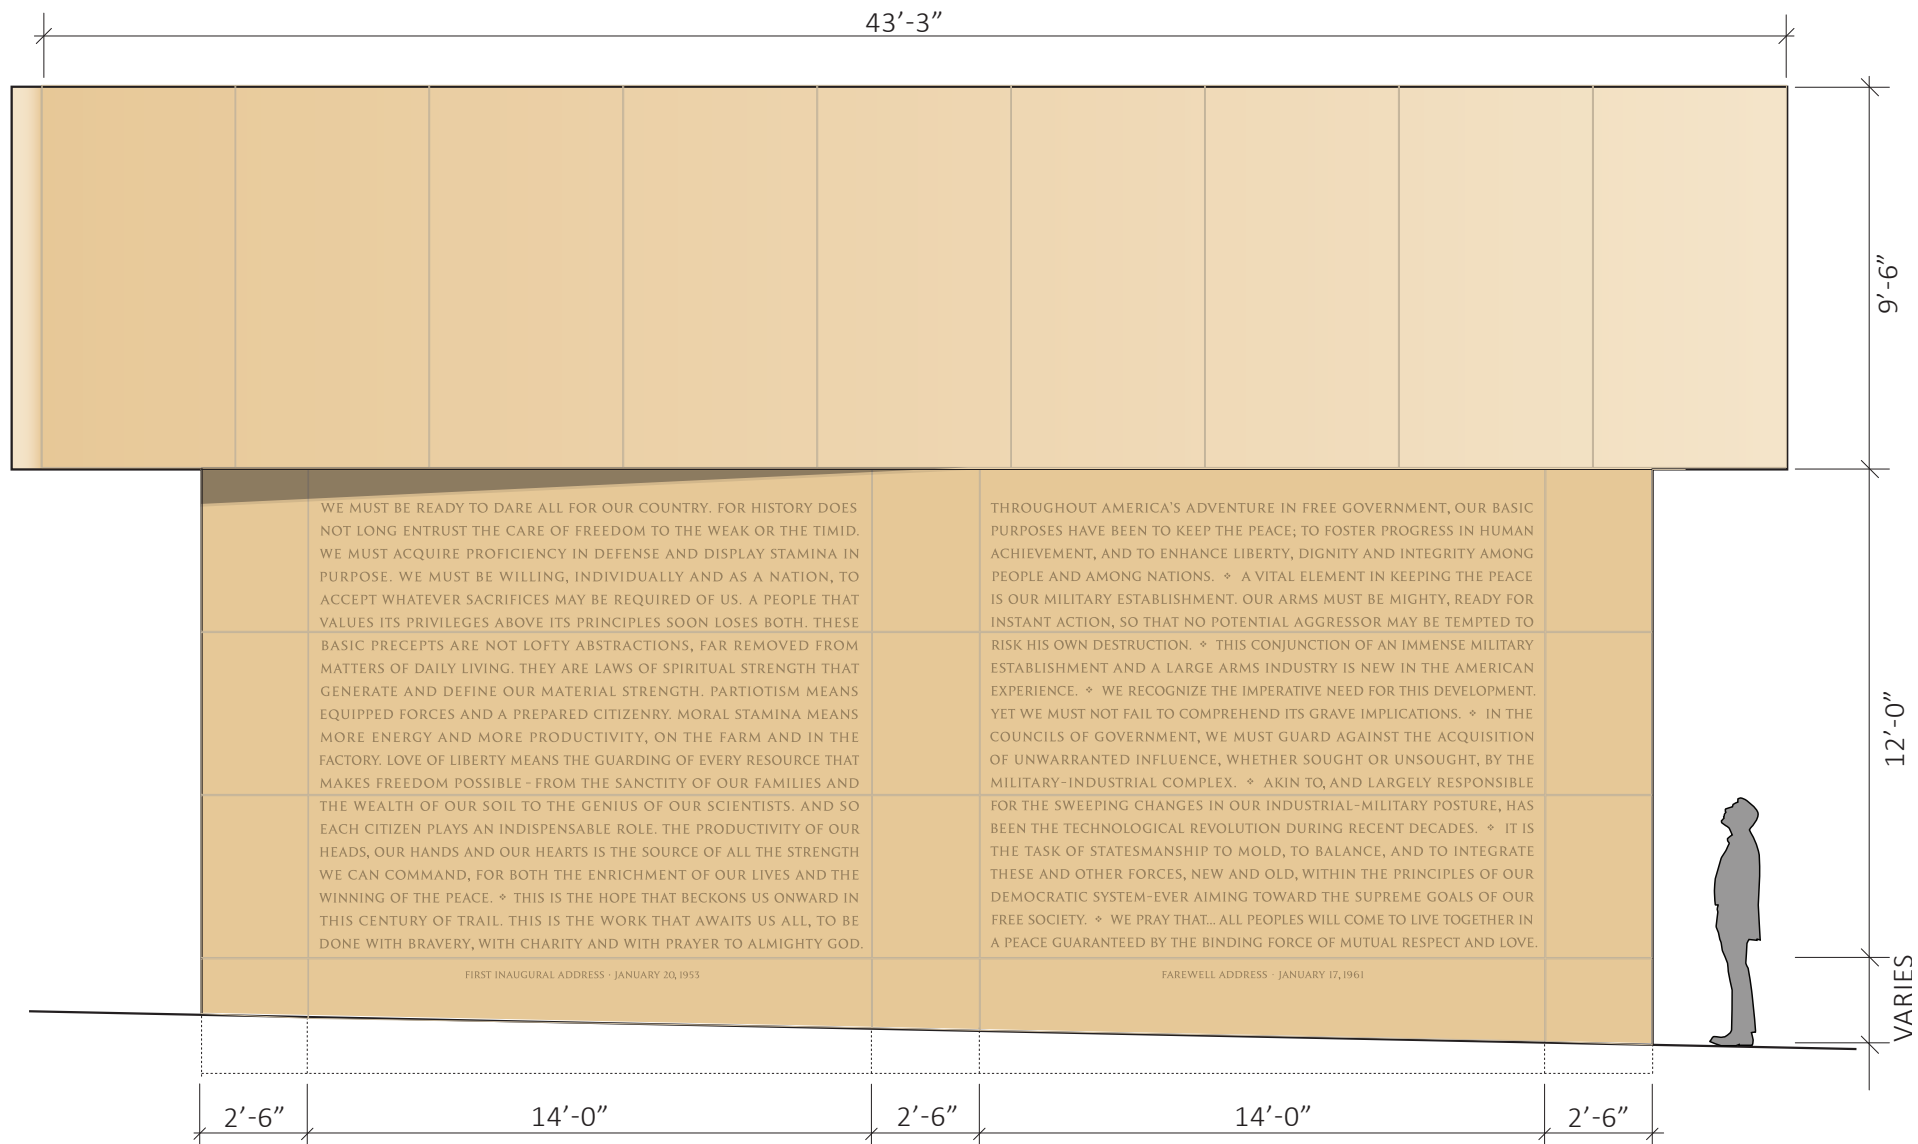 43’-3”
9’-6”
WE MUST BE READY TO DARE ALL FOR OUR COUNTRY. FOR HISTORY DOES
NOT LONG ENTRUST THE CARE OF FREEDOM TO THE WEAK OR THE TIMID.
WE MUST ACQUIRE PROFICIENCY IN DEFENSE AND DISPLAY STAMINA IN
PURPOSE. WE MUST BE WILLING, INDIVIDUALLY AND AS A NATION, TO
ACCEPT WHATEVER SACRIFICES MAY BE REQUIRED OF US. A PEOPLE THAT
VALUES ITS PRIVILEGES ABOVE ITS PRINCIPLES SOON LOSES BOTH. THESE
BASIC PRECEPTS ARE NOT LOFTY ABSTRACTIONS, FAR REMOVED FROM
MATTERS OF DAILY LIVING. THEY ARE LAWS OF SPIRITUAL STRENGTH THAT
GENERATE AND DEFINE OUR MATERIAL STRENGTH. PARTIOTISM MEANS
EQUIPPED FORCES AND A PREPARED CITIZENRY. MORAL STAMINA MEANS
MORE ENERGY AND MORE PRODUCTIVITY, ON THE FARM AND IN THE
FACTORY. LOVE OF LIBERTY MEANS THE GUARDING OF EVERY RESOURCE THAT
MAKES FREEDOM POSSIBLE - FROM THE SANCTITY OF OUR FAMILIES AND
THE WEALTH OF OUR SOIL TO THE GENIUS OF OUR SCIENTISTS. AND SO
EACH CITIZEN PLAYS AN INDISPENSABLE ROLE. THE PRODUCTIVITY OF OUR
HEADS, OUR HANDS AND OUR HEARTS IS THE SOURCE OF ALL THE STRENGTH
WE CAN COMMAND, FOR BOTH THE ENRICHMENT OF OUR LIVES AND THE
WINNING OF THE PEACE. ❖ THIS IS THE HOPE THAT BECKONS US ONWARD IN
THIS CENTURY OF TRAIL. THIS IS THE WORK THAT AWAITS US ALL, TO BE
DONE WITH BRAVERY, WITH CHARITY AND WITH PRAYER TO ALMIGHTY GOD.
FIRST INAUGURAL ADDRESS · JANUARY 20, 1953
THROUGHOUT AMERICA'S ADVENTURE IN FREE GOVERNMENT, OUR BASIC
PURPOSES HAVE BEEN TO KEEP THE PEACE; TO FOSTER PROGRESS IN HUMAN
ACHIEVEMENT, AND TO ENHANCE LIBERTY, DIGNITY AND INTEGRITY AMONG
PEOPLE AND AMONG NATIONS. ❖ A VITAL ELEMENT IN KEEPING THE PEACE
IS OUR MILITARY ESTABLISHMENT. OUR ARMS MUST BE MIGHTY, READY FOR
INSTANT ACTION, SO THAT NO POTENTIAL AGGRESSOR MAY BE TEMPTED TO
RISK HIS OWN DESTRUCTION. ❖ THIS CONJUNCTION OF AN IMMENSE MILITARY
ESTABLISHMENT AND A LARGE ARMS INDUSTRY IS NEW IN THE AMERICAN
EXPERIENCE. ❖ WE RECOGNIZE THE IMPERATIVE NEED FOR THIS DEVELOPMENT.
YET WE MUST NOT FAIL TO COMPREHEND ITS GRAVE IMPLICATIONS. ❖ IN THE
COUNCILS OF GOVERNMENT, WE MUST GUARD AGAINST THE ACQUISITION
OF UNWARRANTED INFLUENCE, WHETHER SOUGHT OR UNSOUGHT, BY THE
MILITARY-INDUSTRIAL COMPLEX. ❖ AKIN TO, AND LARGELY RESPONSIBLE
FOR THE SWEEPING CHANGES IN OUR INDUSTRIAL-MILITARY POSTURE, HAS
BEEN THE TECHNOLOGICAL REVOLUTION DURING RECENT DECADES. ❖ IT IS
THE TASK OF STATESMANSHIP TO MOLD, TO BALANCE, AND TO INTEGRATE
THESE AND OTHER FORCES, NEW AND OLD, WITHIN THE PRINCIPLES OF OUR
DEMOCRATIC SYSTEM-EVER AIMING TOWARD THE SUPREME GOALS OF OUR
FREE SOCIETY. ❖ WE PRAY THAT... ALL PEOPLES WILL COME TO LIVE TOGETHER IN
A PEACE GUARANTEED BY THE BINDING FORCE OF MUTUAL RESPECT AND LOVE.
FAREWELL ADDRESS · JANUARY 17, 1961
12’-0”
VARIES
2’-6”
14’-0”
2’-6”
14’-0”
2’-6”